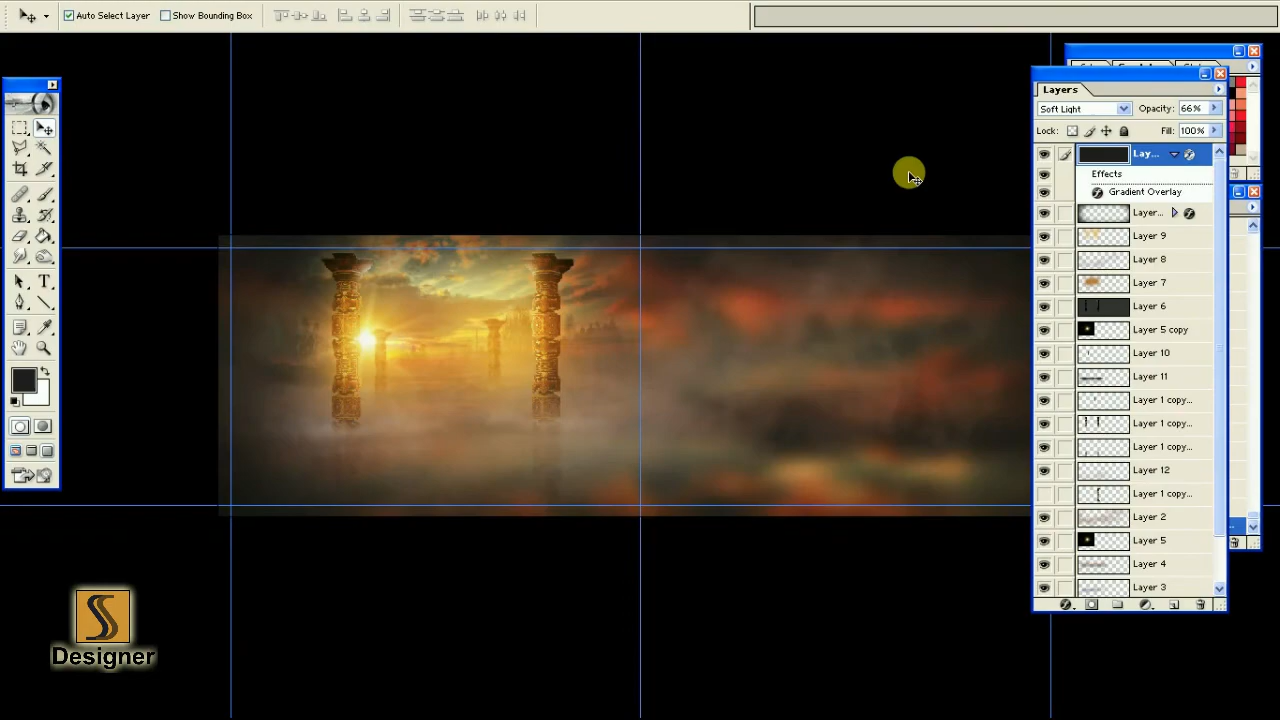 Auto Select Layer
Show Bounding Box
Layers
Soft Light
Opacity: 66%
Lock:
Fill: 100%
Lay...
Effects
Gradient Overlay
Layer...
Layer 9
Layer 8
Layer 7
Layer 6
Layer 5 copy
Layer 10
Layer 11
Layer 1 copy...
Layer 1 copy...
Layer 1 copy...
Layer 12
Layer 1 copy...
Layer 2
Layer 5
Layer 4
Layer 3
T
S
Designer